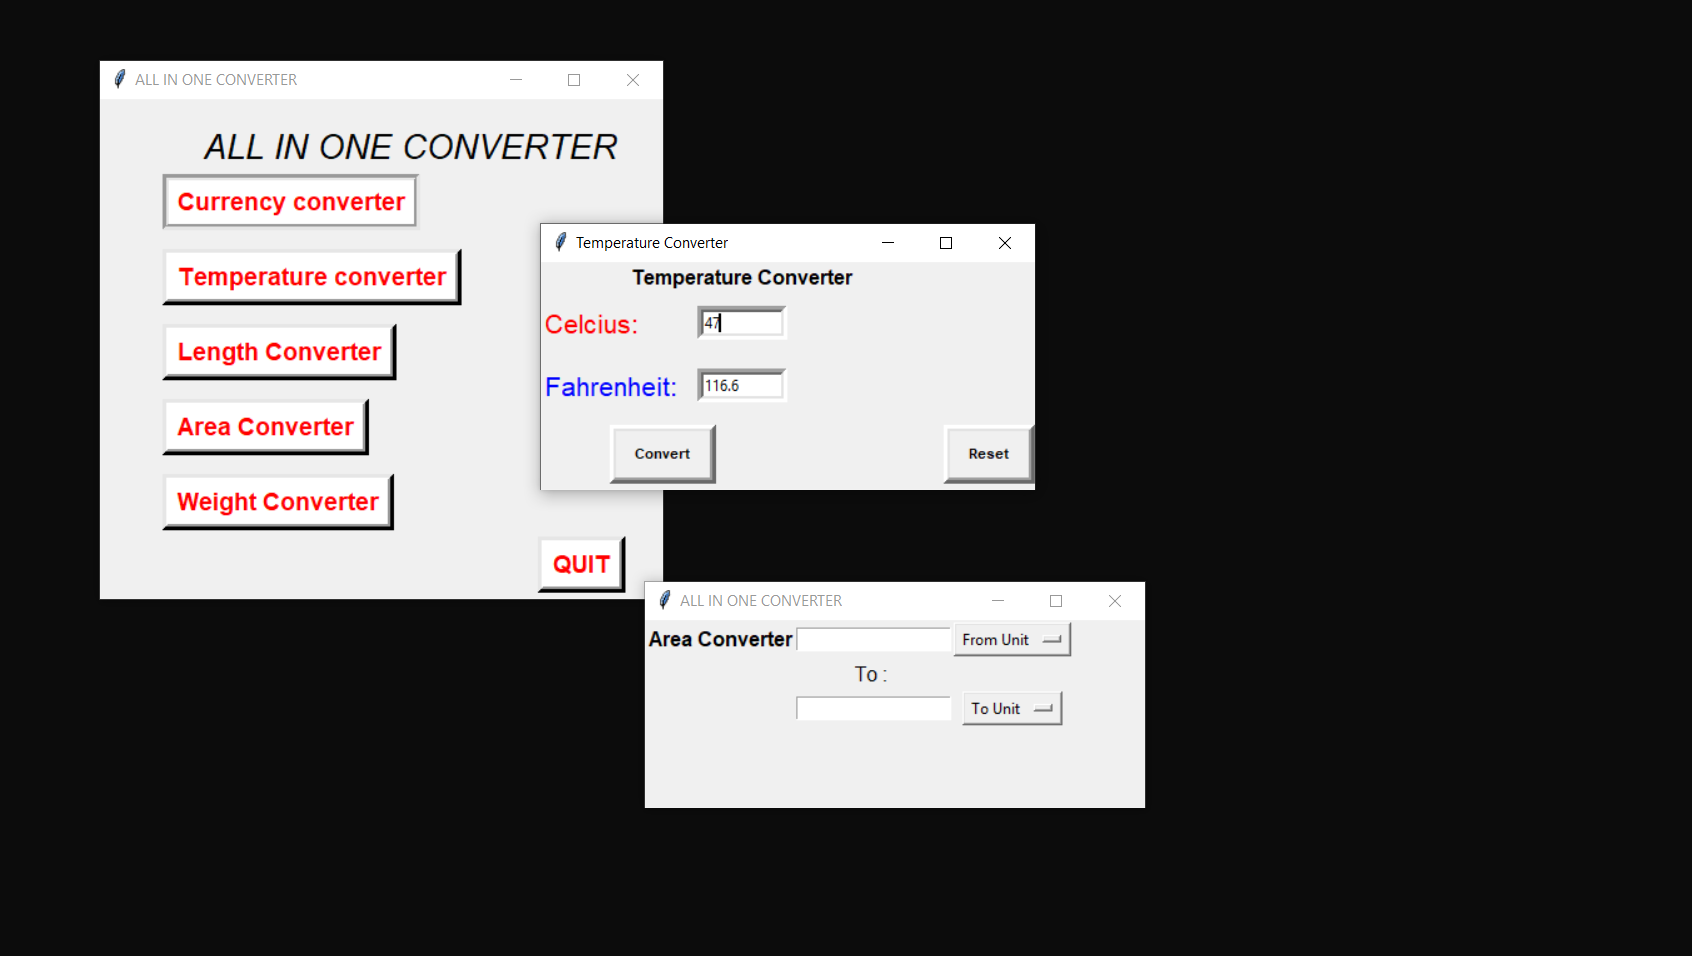 ALL IN ONE CONVERTER
ALL IN ONE CONVERTER
Currency converter
Temperature converter
Length Converter
Area Converter
Weight Converter
QUIT
Temperature Converter
Temperature Converter
Celcius: 47
Fahrenheit: 116.6
Convert Reset
ALL IN ONE CONVERTER
Area Converter From Unit
To :
To Unit